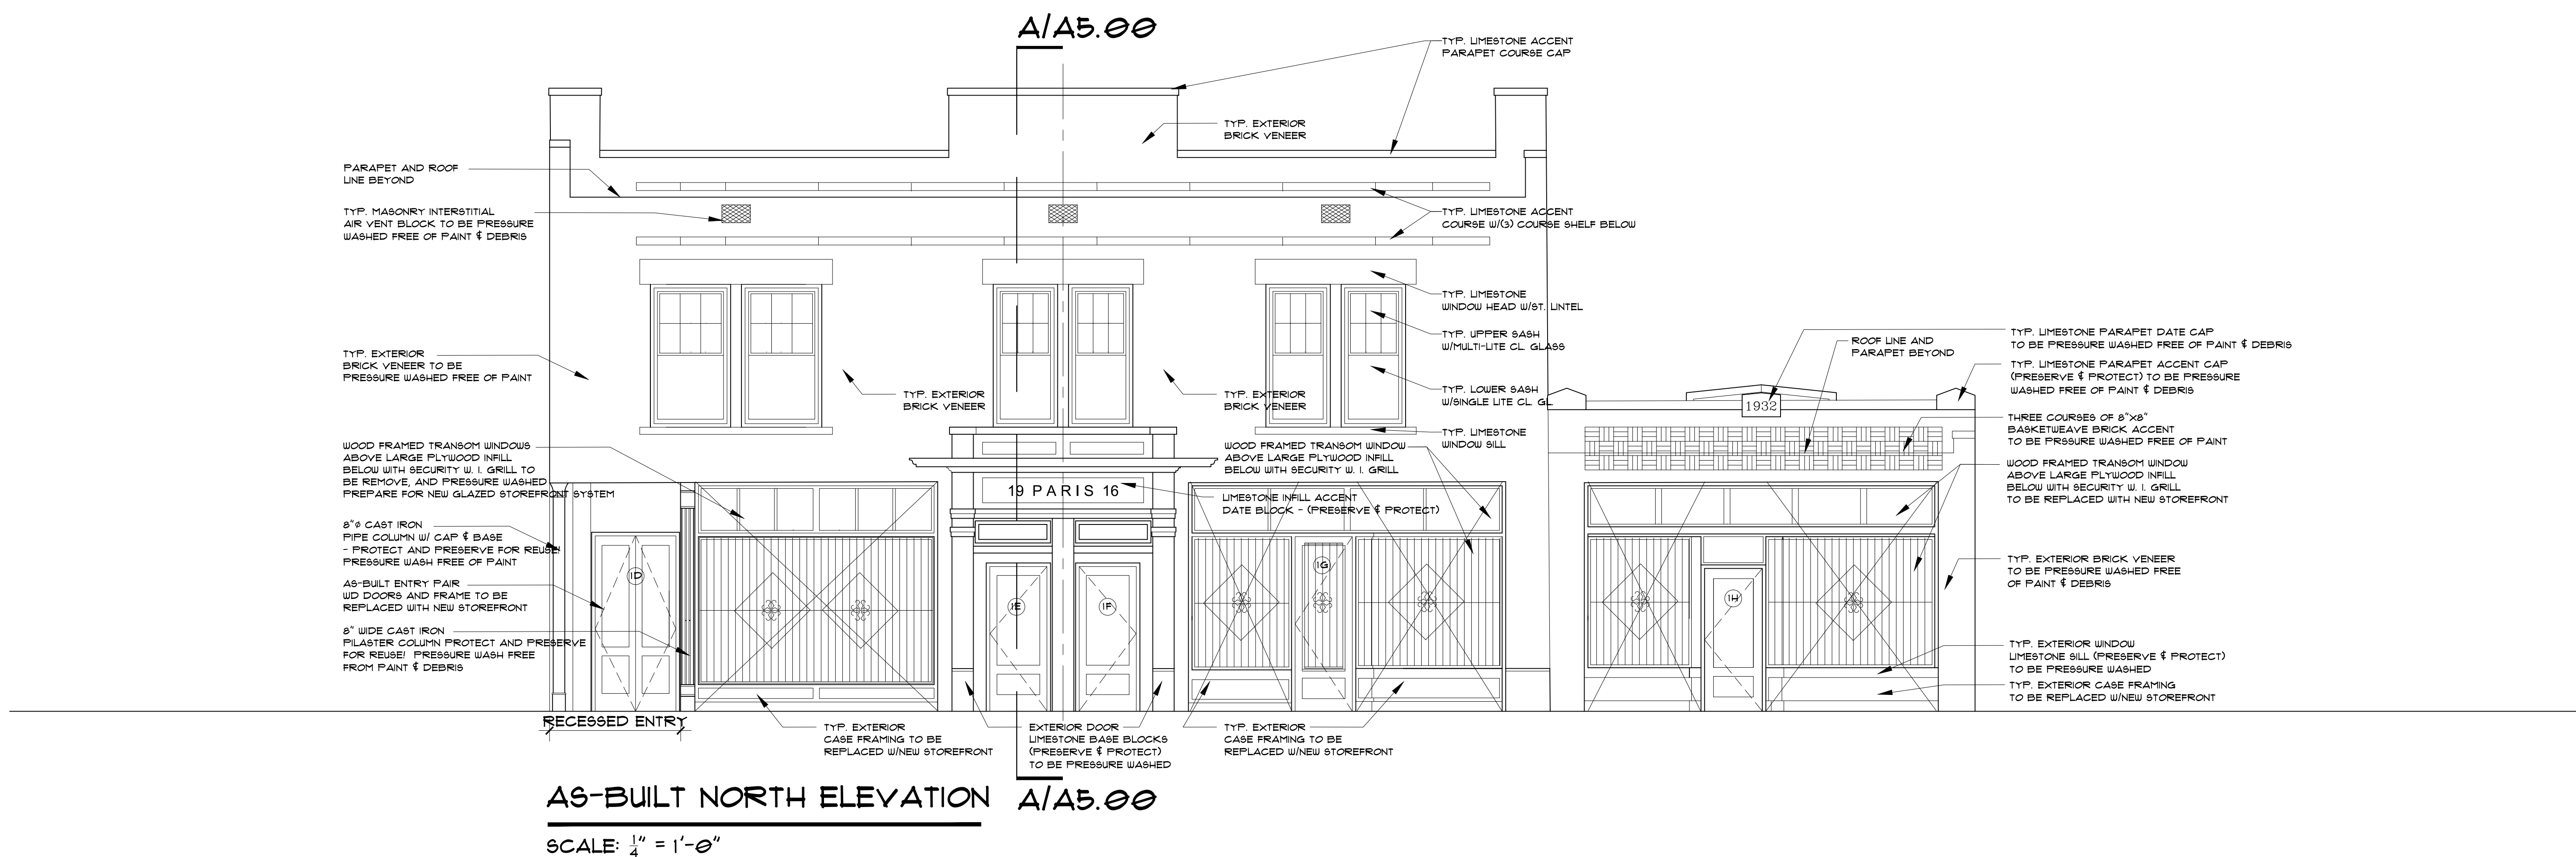 A/A5.00
TYP. LIMESTONE ACCENT
PARAPET COURSE CAP
TYP. EXTERIOR
BRICK VENEER
PARAPET AND ROOF
LINE BEYOND
TYP. MASONRY INTERSTITIAL
AIR VENT BLOCK TO BE PRESSURE
WASHED FREE OF PAINT & DEBRIS
TYP. LIMESTONE ACCENT
COURSE W/(3) COURSE SHELF BELOW
TYP. LIMESTONE
WINDOW HEAD W/ST. LINTEL
TYP. UPPER SASH
W/MULTI-LITE CL. GLASS
TYP. LOWER SASH
W/SINGLE LITE CL. GL.
TYP. LIMESTONE
WINDOW SILL
TYP. EXTERIOR
BRICK VENEER TO BE
PRESSURE WASHED FREE OF PAINT
TYP. EXTERIOR
BRICK VENEER
TYP. EXTERIOR
BRICK VENEER
ROOF LINE AND
PARAPET BEYOND
TYP. LIMESTONE PARAPET DATE CAP
TO BE PRESSURE WASHED FREE OF PAINT & DEBRIS
TYP. LIMESTONE PARAPET ACCENT CAP
(PRESERVE & PROTECT) TO BE PRESSURE
WASHED FREE OF PAINT & DEBRIS
1932
THREE COURSES OF 8"X8"
BASKETWEAVE BRICK ACCENT
TO BE PRSSURE WASHED FREE OF PAINT
WOOD FRAMED TRANSOM WINDOW
ABOVE LARGE PLYWOOD INFILL
BELOW WITH SECURITY W. I. GRILL
TO BE REPLACED WITH NEW STOREFRONT
WOOD FRAMED TRANSOM WINDOWS
ABOVE LARGE PLYWOOD INFILL
BELOW WITH SECURITY W. I. GRILL TO
BE REMOVE, AND PRESSURE WASHED
PREPARE FOR NEW GLAZED STOREFRONT SYSTEM
WOOD FRAMED TRANSOM WINDOW
ABOVE LARGE PLYWOOD INFILL
BELOW WITH SECURITY W. I. GRILL
19 PARIS 16
LIMESTONE INFILL ACCENT
DATE BLOCK - (PRESERVE & PROTECT)
8"Ø CAST IRON
PIPE COLUMN W/ CAP & BASE
- PROTECT AND PRESERVE FOR REUSE!
PRESSURE WASH FREE OF PAINT
AS-BUILT ENTRY PAIR
WD DOORS AND FRAME TO BE
REPLACED WITH NEW STOREFRONT
8" WIDE CAST IRON
PILASTER COLUMN PROTECT AND PRESERVE
FOR REUSE! PRESSURE WASH FREE
FROM PAINT & DEBRIS
1D
1E
1F
1G
1H
TYP. EXTERIOR BRICK VENEER
TO BE PRESSURE WASHED FREE
OF PAINT & DEBRIS
TYP. EXTERIOR WINDOW
LIMESTONE SILL (PRESERVE & PROTECT)
TO BE PRESSURE WASHED
TYP. EXTERIOR CASE FRAMING
TO BE REPLACED W/NEW STOREFRONT
RECESSED ENTRY
TYP. EXTERIOR
CASE FRAMING TO BE
REPLACED W/NEW STOREFRONT
EXTERIOR DOOR
LIMESTONE BASE BLOCKS
(PRESERVE & PROTECT)
TO BE PRESSURE WASHED
TYP. EXTERIOR
CASE FRAMING TO BE
REPLACED W/NEW STOREFRONT
AS-BUILT NORTH ELEVATION
A/A5.00
SCALE: 1/4" = 1'-0"